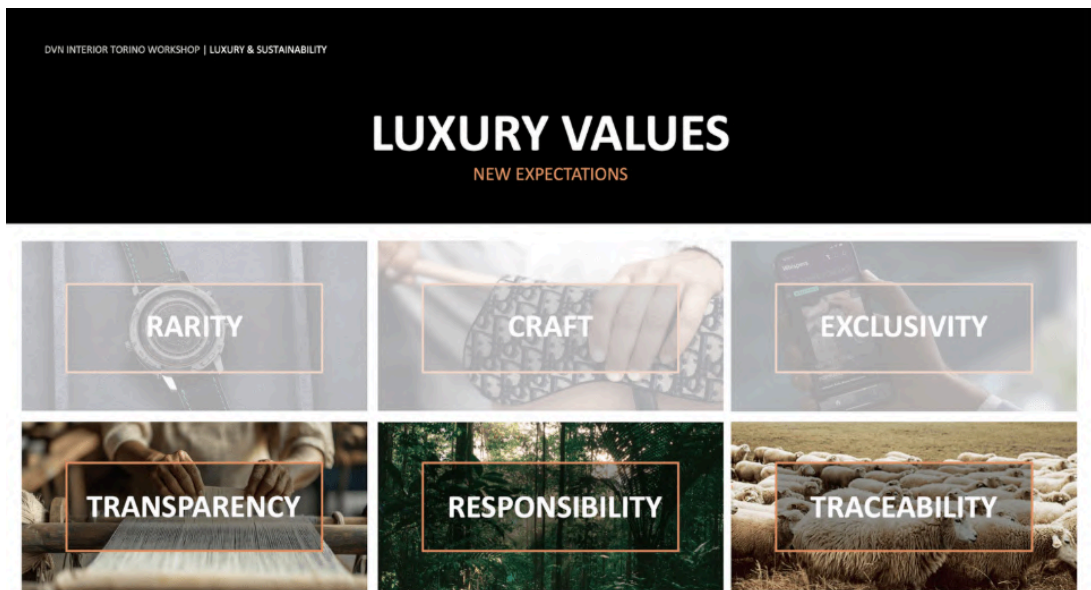 DVN INTERIOR TORINO WORKSHOP | LUXURY & SUSTAINABILITY
LUXURY VALUES
NEW EXPECTATIONS
RARITY
CRAFT
EXCLUSIVITY
TRANSPARENCY
RESPONSIBILITY
TRACEABILITY